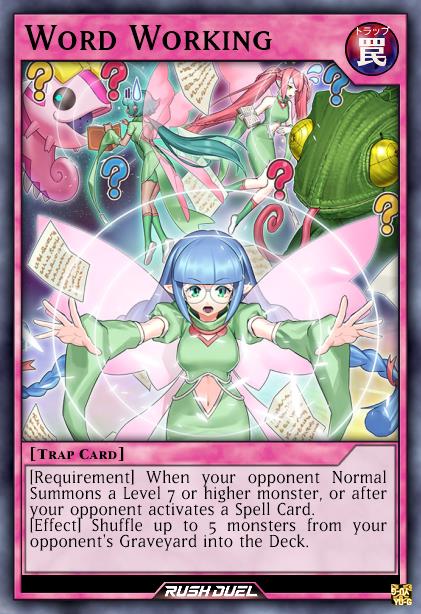 Word Working
トラップ
罠
[Trap Card]
[Requirement] When your opponent Normal
Summons a Level 7 or higher monster, or after
your opponent activates a Spell Card.
[Effect] Shuffle up to 5 monsters from your
opponent's Graveyard into the Deck.
RUSH DUEL